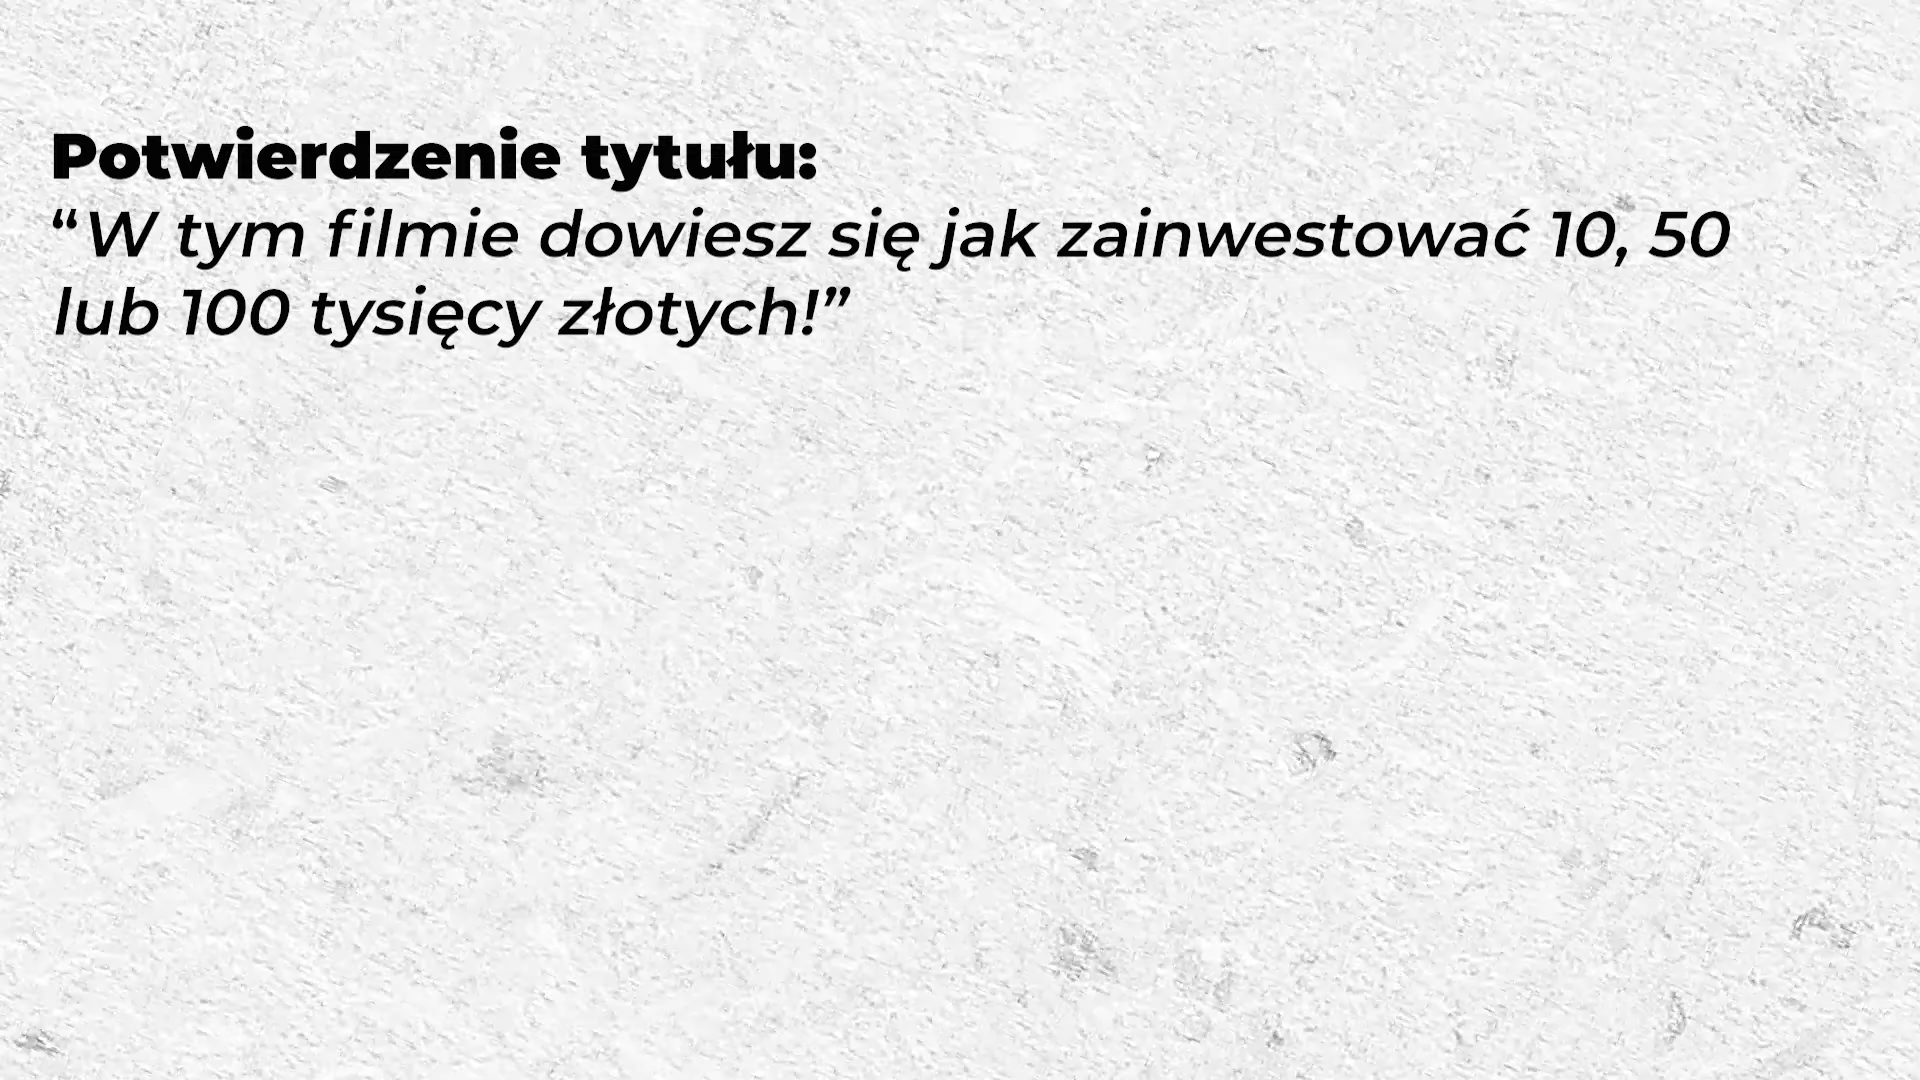 Potwierdzenie tytułu:
“W tym filmie dowiesz się jak zainwestować 10, 50
lub 100 tysięcy złotych!”